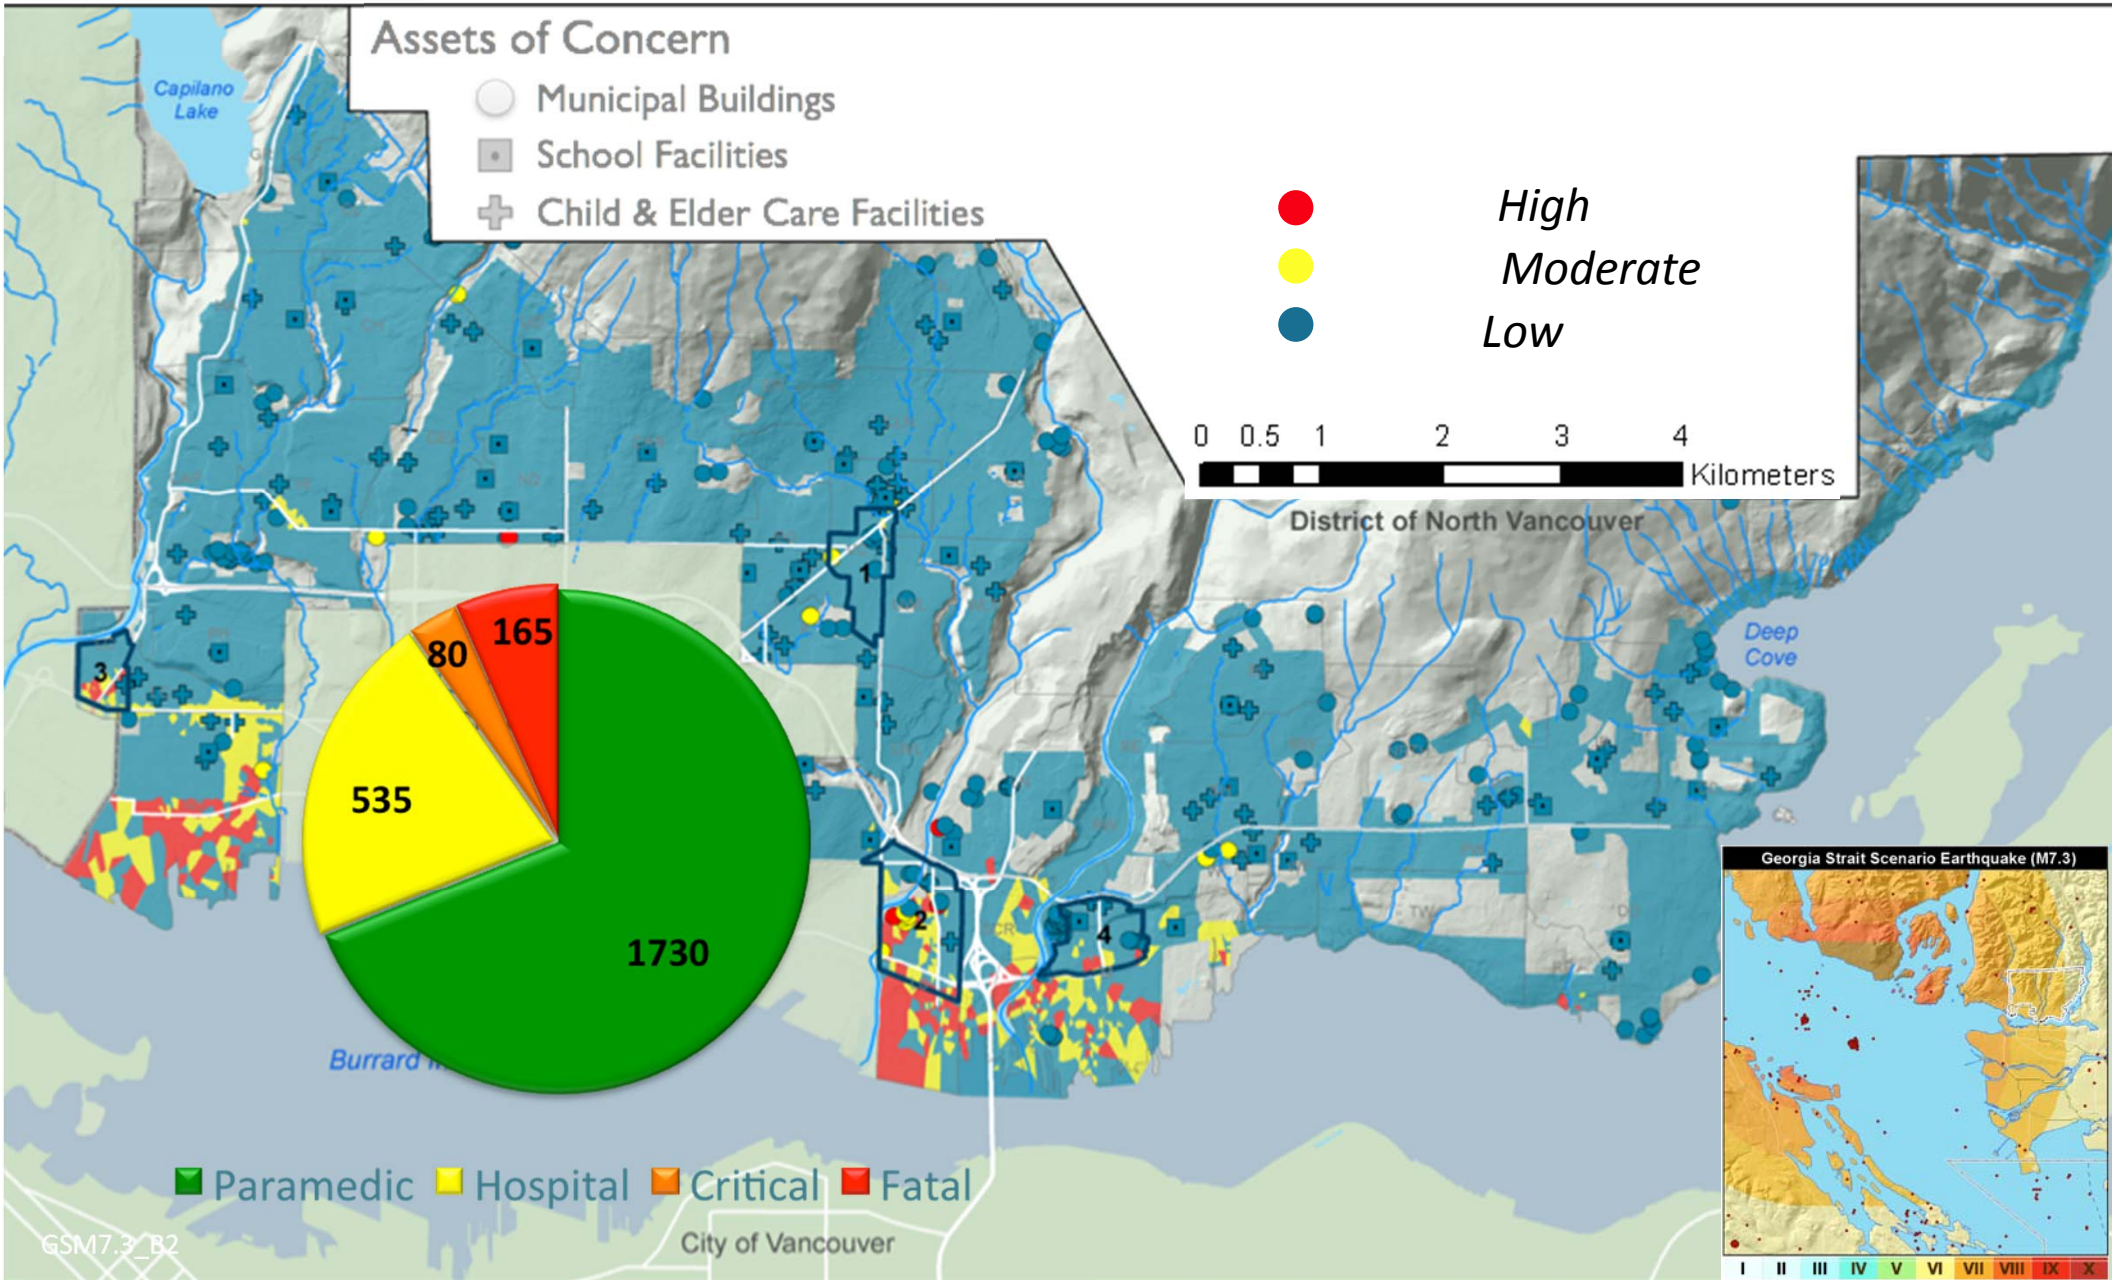 Assets of Concern
Municipal Buildings
School Facilities
Child & Elder Care Facilities
High
Moderate
Low
0 0.5 1 2 3 4
Kilometers
Capilano
Lake
District of North Vancouver
Deep
Cove
1
2
3
4
165
80
535
1730
Burrard
Paramedic Hospital Critical Fatal
GSM7.3_B2
City of Vancouver
Georgia Strait Scenario Earthquake (M7.3)
I II III IV V VI VII VIII IX X